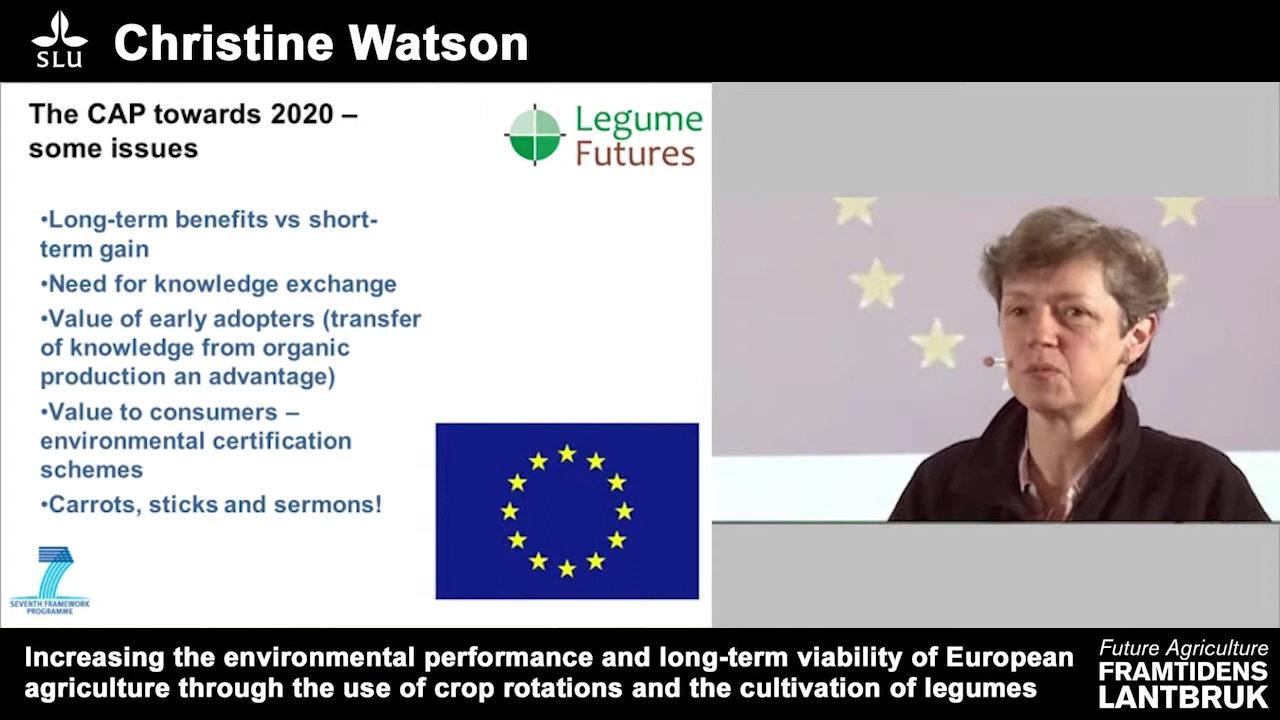 SLU
Christine Watson
The CAP towards 2020 –
some issues
Legume
Futures
•Long-term benefits vs short-
term gain
•Need for knowledge exchange
•Value of early adopters (transfer
of knowledge from organic
production an advantage)
•Value to consumers –
environmental certification
schemes
•Carrots, sticks and sermons!
7
SEVENTH FRAMEWORK
PROGRAMME
Increasing the environmental performance and long-term viability of European
agriculture through the use of crop rotations and the cultivation of legumes
Future Agriculture
FRAMTIDENS
LANTBRUK